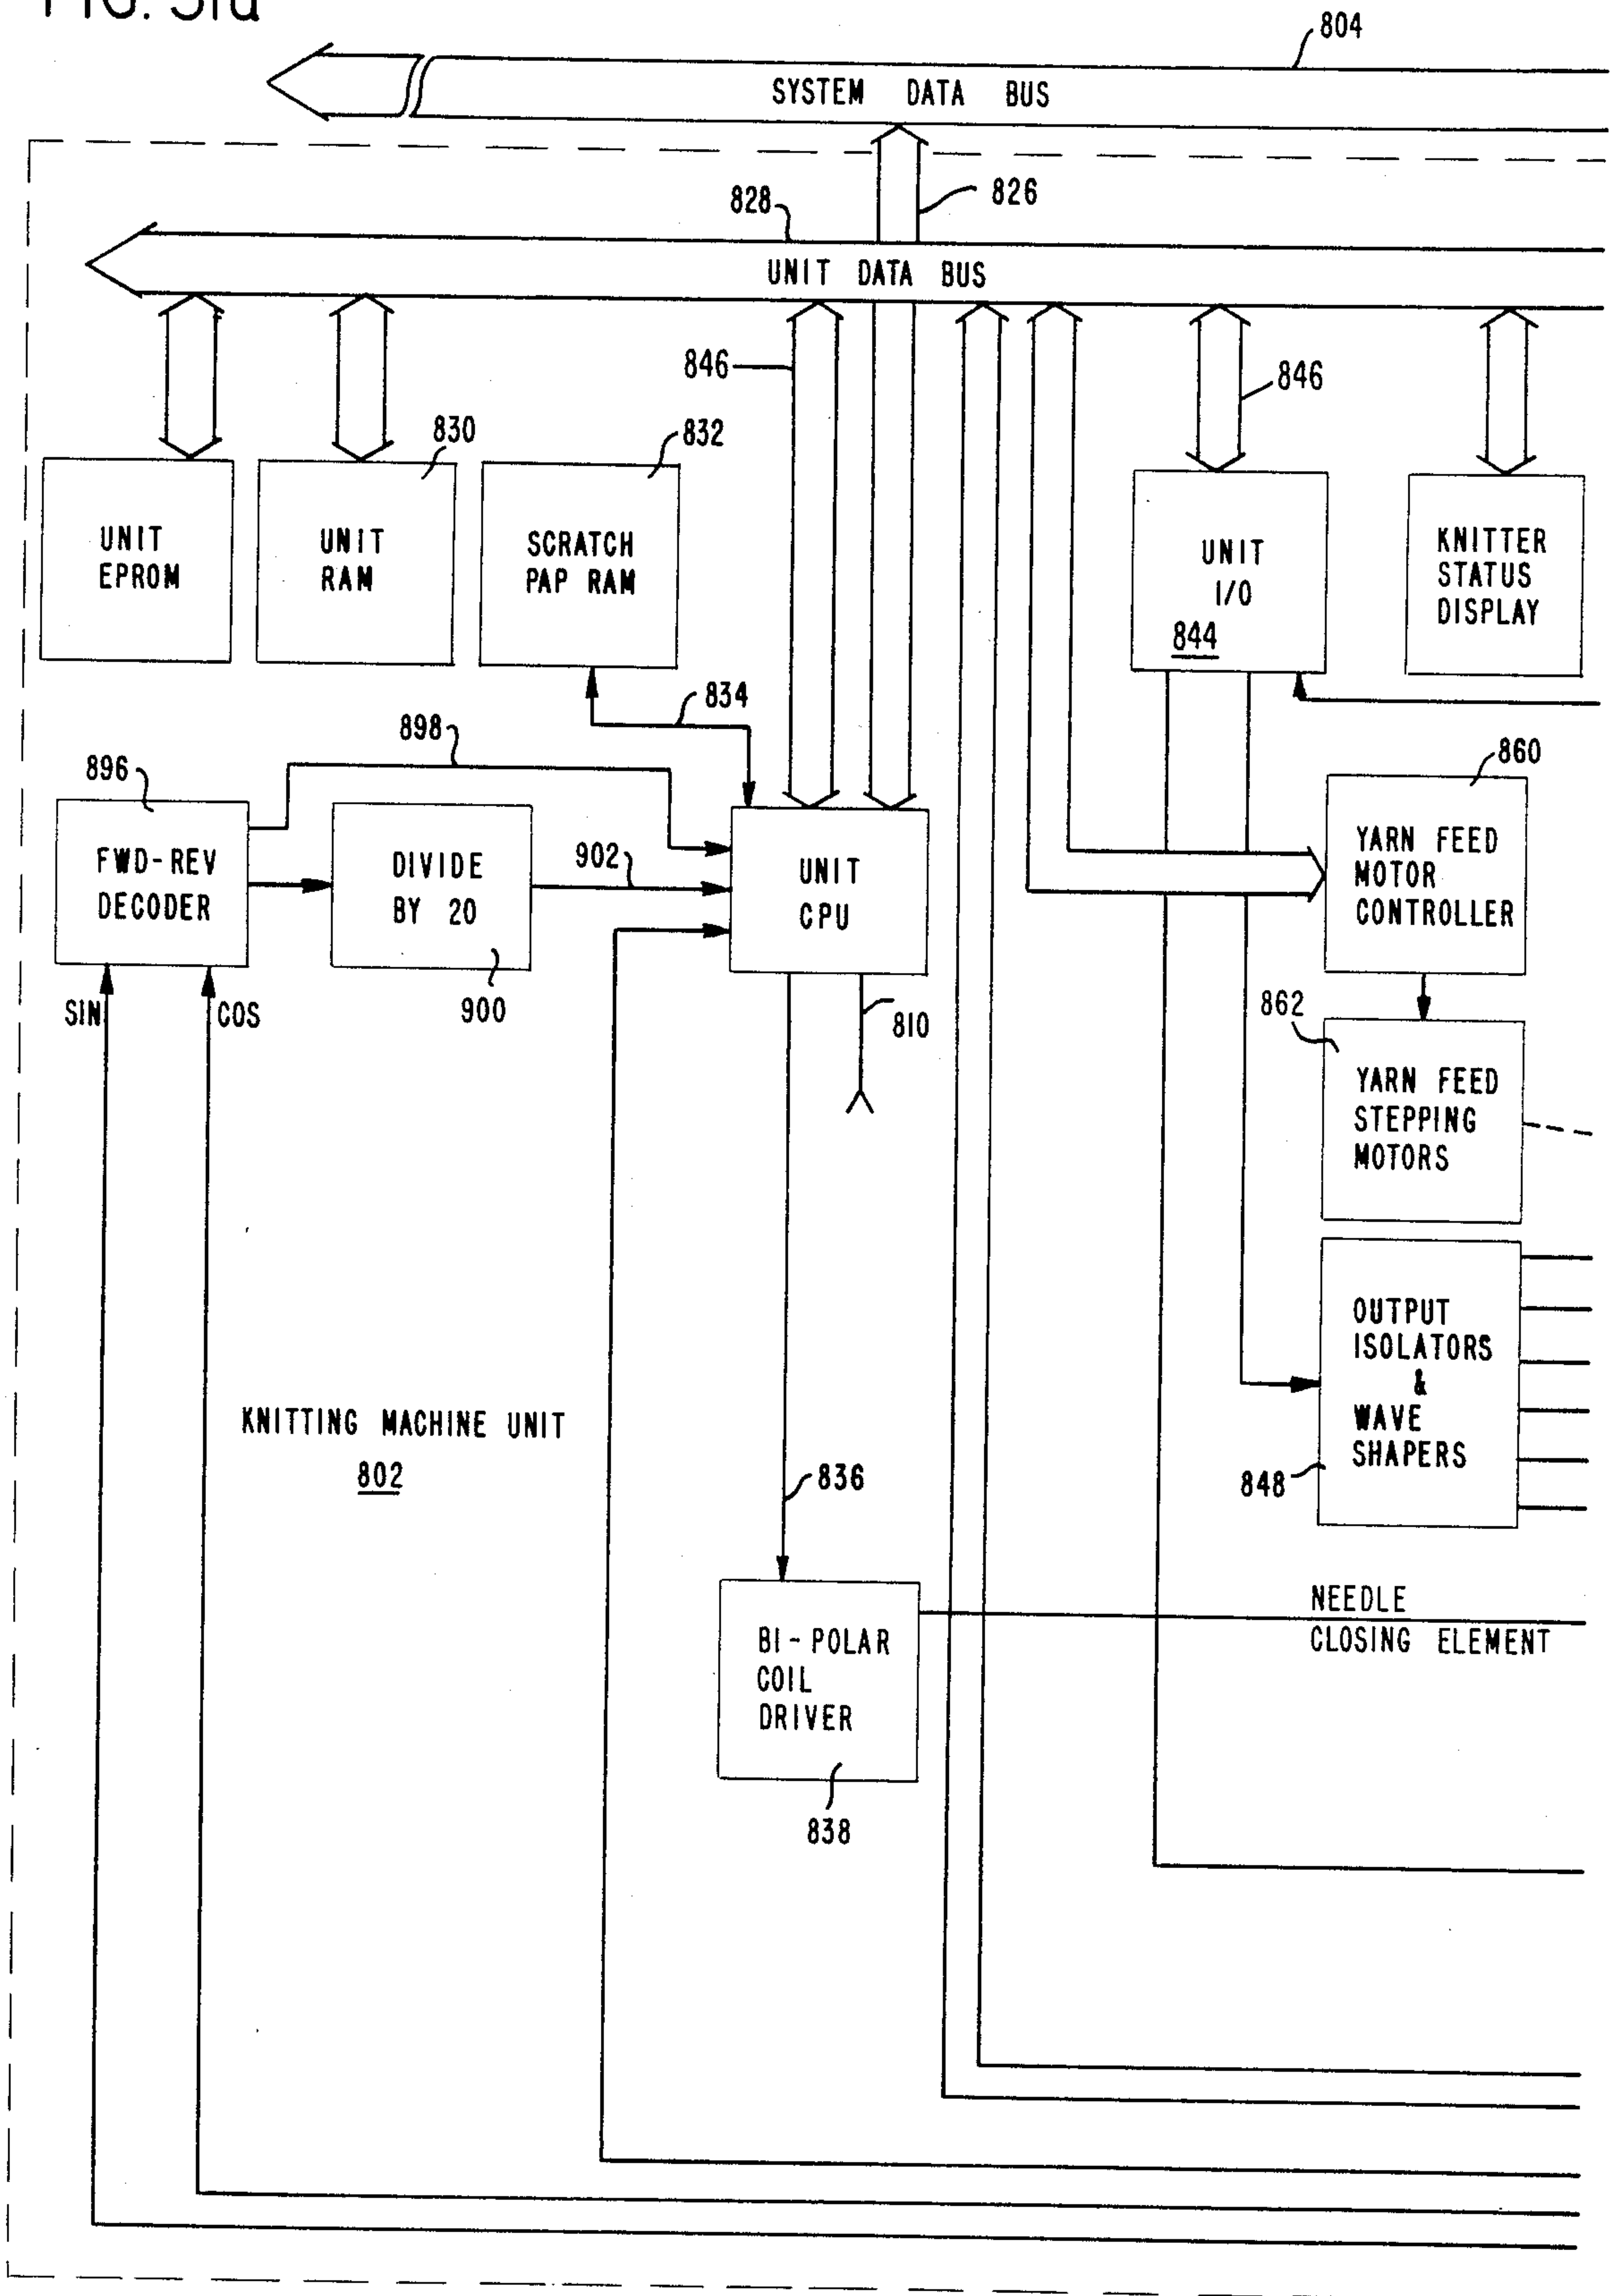 FIG. 31a
804
SYSTEM DATA BUS
826
828
UNIT DATA BUS
846
846
830
832
UNIT
EPROM
UNIT
RAM
SCRATCH
PAP RAM
UNIT
I/O
844
KNITTER
STATUS
DISPLAY
834
898
896
860
FWD-REV
DECODER
DIVIDE
BY 20
902
UNIT
CPU
YARN FEED
MOTOR
CONTROLLER
SIN
COS
900
810
862
YARN FEED
STEPPING
MOTORS
OUTPUT
ISOLATORS
&
WAVE
SHAPERS
848
KNITTING MACHINE UNIT
802
836
NEEDLE
CLOSING ELEMENT
BI-POLAR
COIL
DRIVER
838